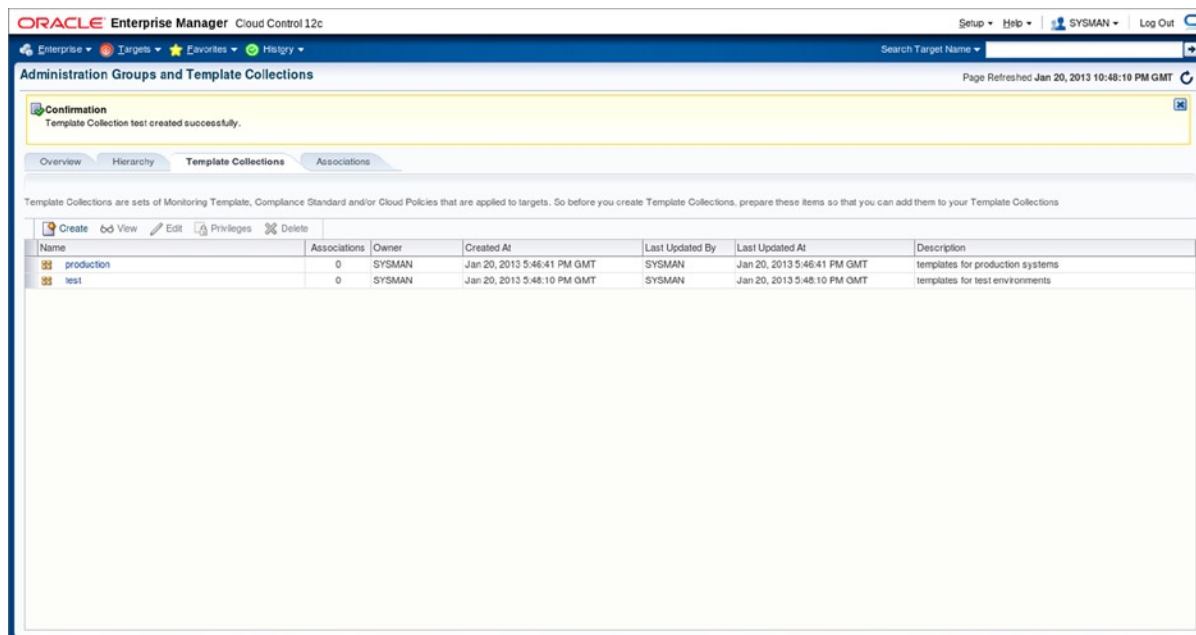 ORACLE Enterprise Manager Cloud Control 12c
Setup Help SYSMAN Log Out
Enterprise Targets Favorites History
Search Target Name
Administration Groups and Template Collections
Page Refreshed Jan 20, 2013 10:48:10 PM GMT
Confirmation
Template Collection test created successfully.
Overview Hierarchy Template Collections Associations
Template Collections are sets of Monitoring Template, Compliance Standard and/or Cloud Policies that are applied to targets. So before you create Template Collections, prepare these items so that you can add them to your Template Collections
Create View Edit Privileges Delete
Name Associations Owner Created At Last Updated By Last Updated At Description
production 0 SYSMAN Jan 20, 2013 5:46:41 PM GMT SYSMAN Jan 20, 2013 5:46:41 PM GMT templates for production systems
test 0 SYSMAN Jan 20, 2013 5:48:10 PM GMT SYSMAN Jan 20, 2013 5:48:10 PM GMT templates for test environments